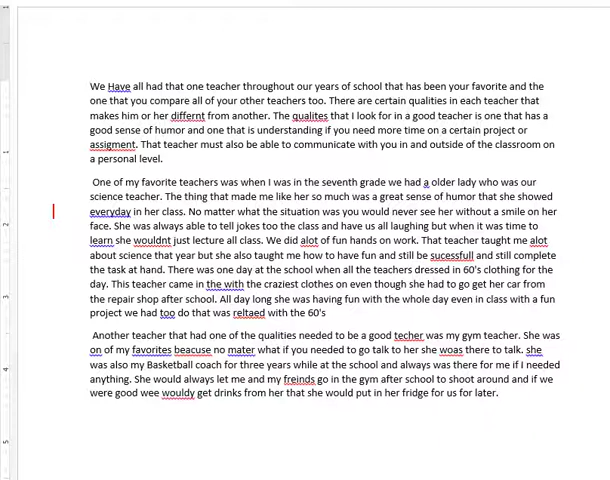 We Have all had that one teacher throughout our years of school that has been your favorite and the
one that you compare all of your other teachers too. There are certain qualities in each teacher that
makes him or her differnt from another. The qualites that I look for in a good teacher is one that has a
good sense of humor and one that is understanding if you need more time on a certain project or
assigment. That teacher must also be able to communicate with you in and outside of the classroom on
a personal level.
One of my favorite teachers was when I was in the seventh grade we had a older lady who was our
science teacher. The thing that made me like her so much was a great sense of humor that she showed
everyday in her class. No matter what the situation was you would never see her without a smile on her
face. She was always able to tell jokes too the class and have us all laughing but when it was time to
learn she wouldnt just lecture all class. We did alot of fun hands on work. That teacher taught me alot
about science that year but she also taught me how to have fun and still be sucessfull and still complete
the task at hand. There was one day at the school when all the teachers dressed in 60's clothing for the
day. This teacher came in the with the craziest clothes on even though she had to go get her car from
the repair shop after school. All day long she was having fun with the whole day even in class with a fun
project we had too do that was reltaed with the 60's
Another teacher that had one of the qualities needed to be a good techer was my gym teacher. She was
on of my favorites beacuse no mater what if you needed to go talk to her she woas there to talk. she
was also my Basketball coach for three years while at the school and always was there for me if I needed
anything. She would always let me and my freinds go in the gym after school to shoot around and if we
were good wee wouldy get drinks from her that she would put in her fridge for us for later.